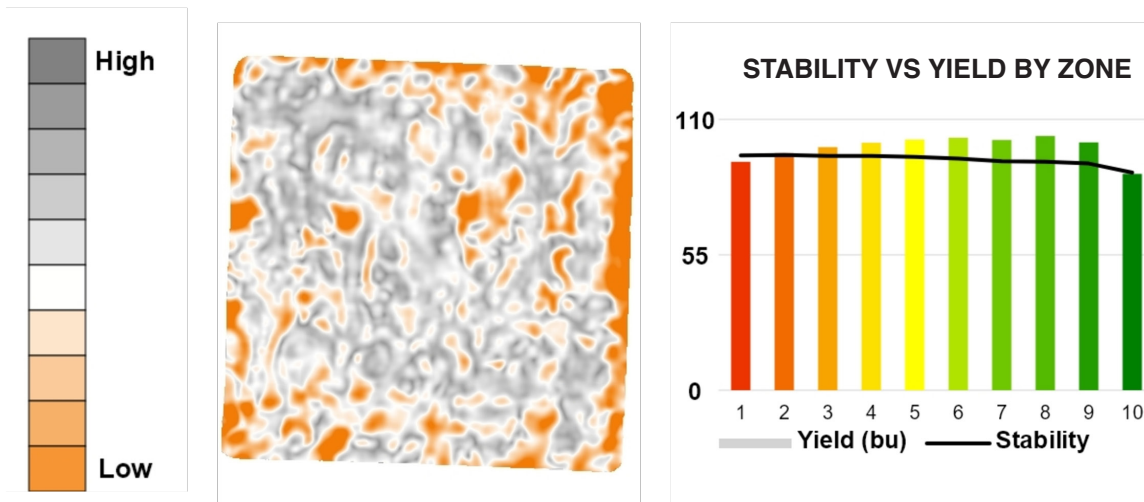 High
Low
STABILITY VS YIELD BY ZONE
110
55
0
1 2 3 4 5 6 7 8 9 10
Yield (bu) Stability